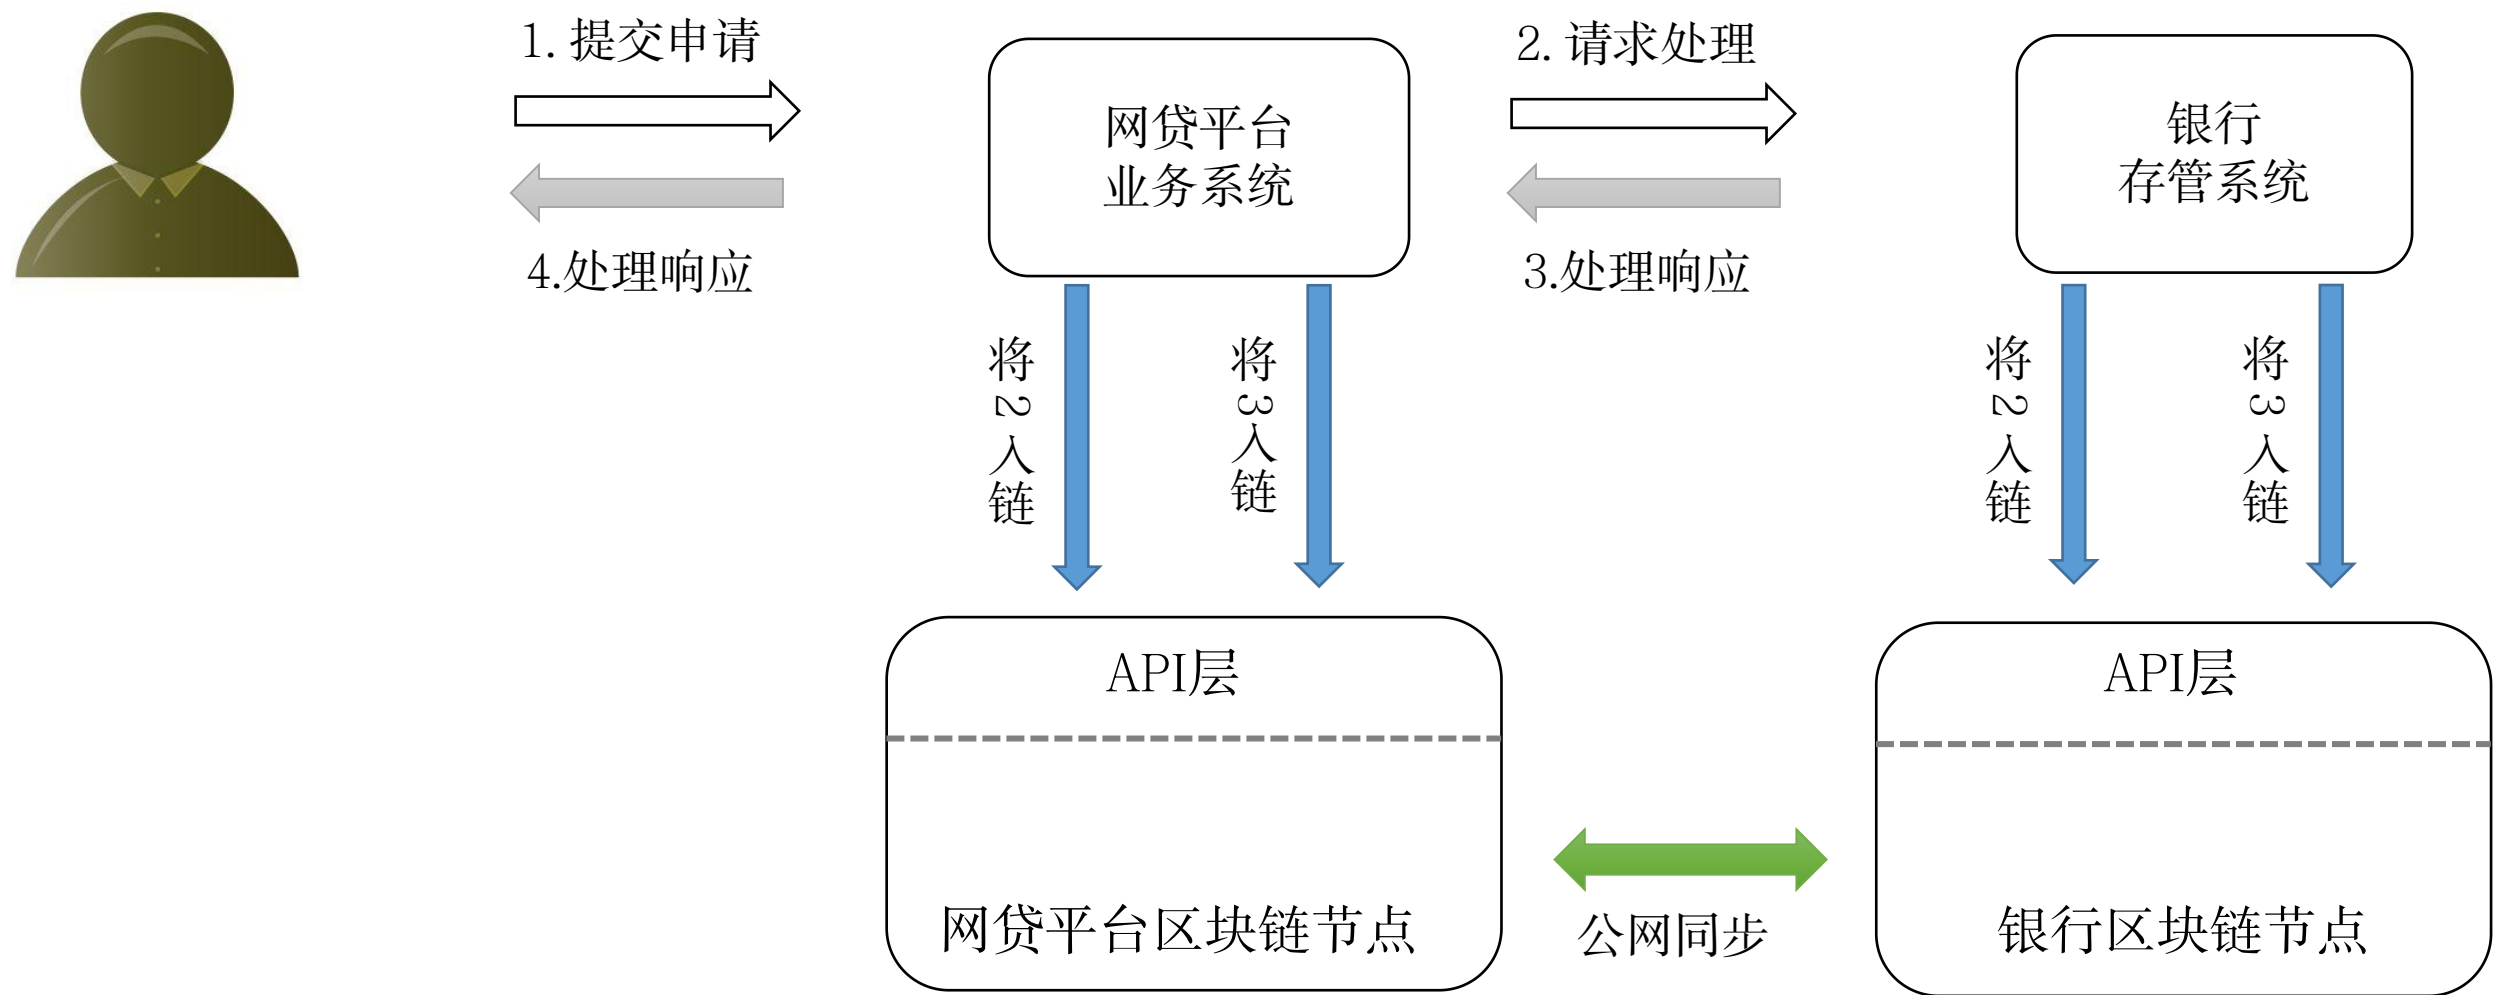 1. 提交申请
2. 请求处理
网贷平台
业务系统
银行
存管系统
4.处理响应
3.处理响应
将2入链
将3入链
将2入链
将3入链
API层
API层
网贷平台区块链节点
公网同步
银行区块链节点